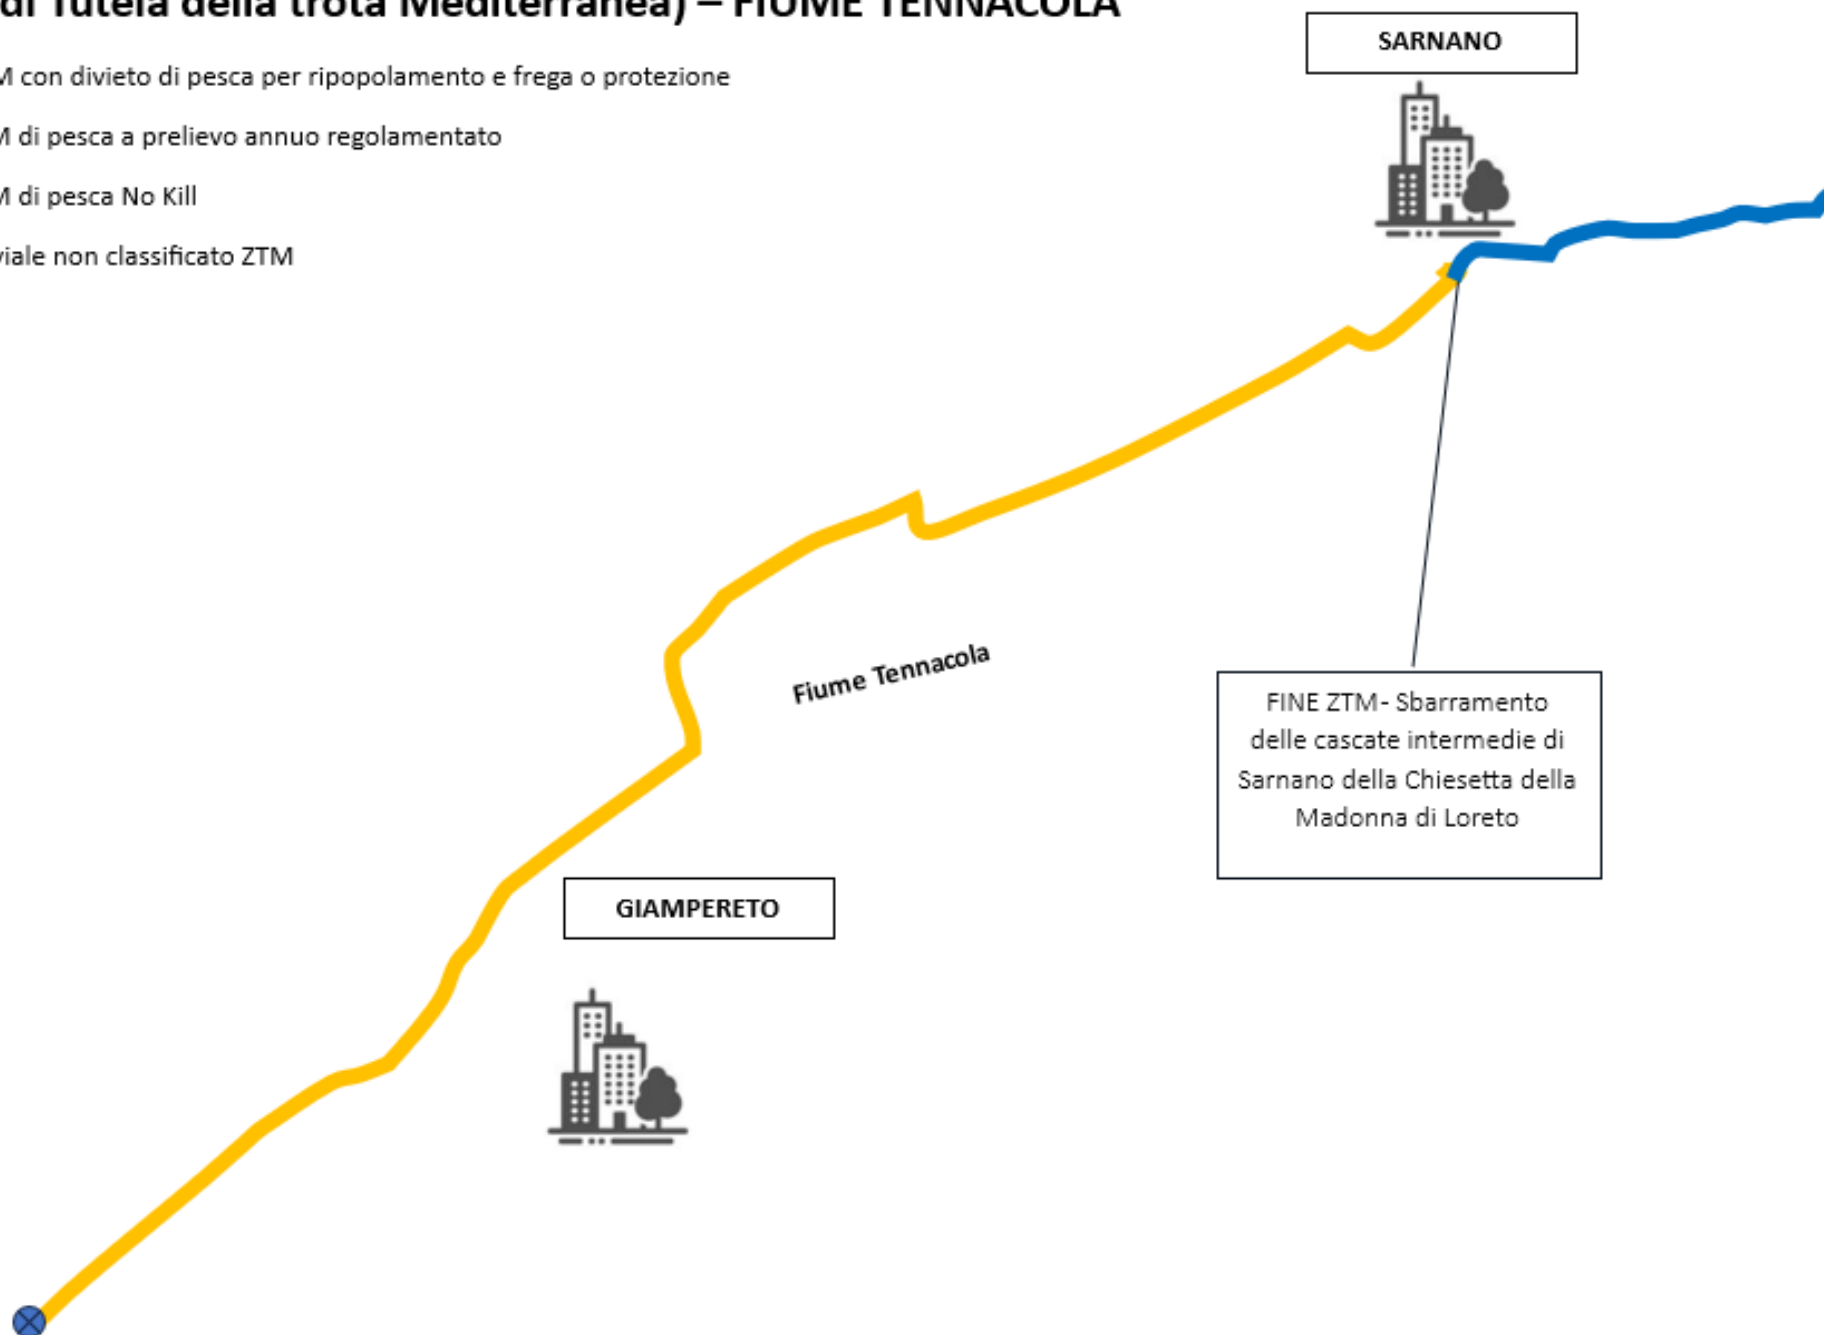 di Tutela della trota Mediterranea) – FIUME TENNACOLA
M con divieto di pesca per ripopolamento e frega o protezione
M di pesca a prelievo annuo regolamentato
M di pesca No Kill
viale non classificato ZTM
SARNANO
Fiume Tennacola
FINE ZTM- Sbarramento
delle cascate intermedie di
Sarnano della Chiesetta della
Madonna di Loreto
GIAMPERETO